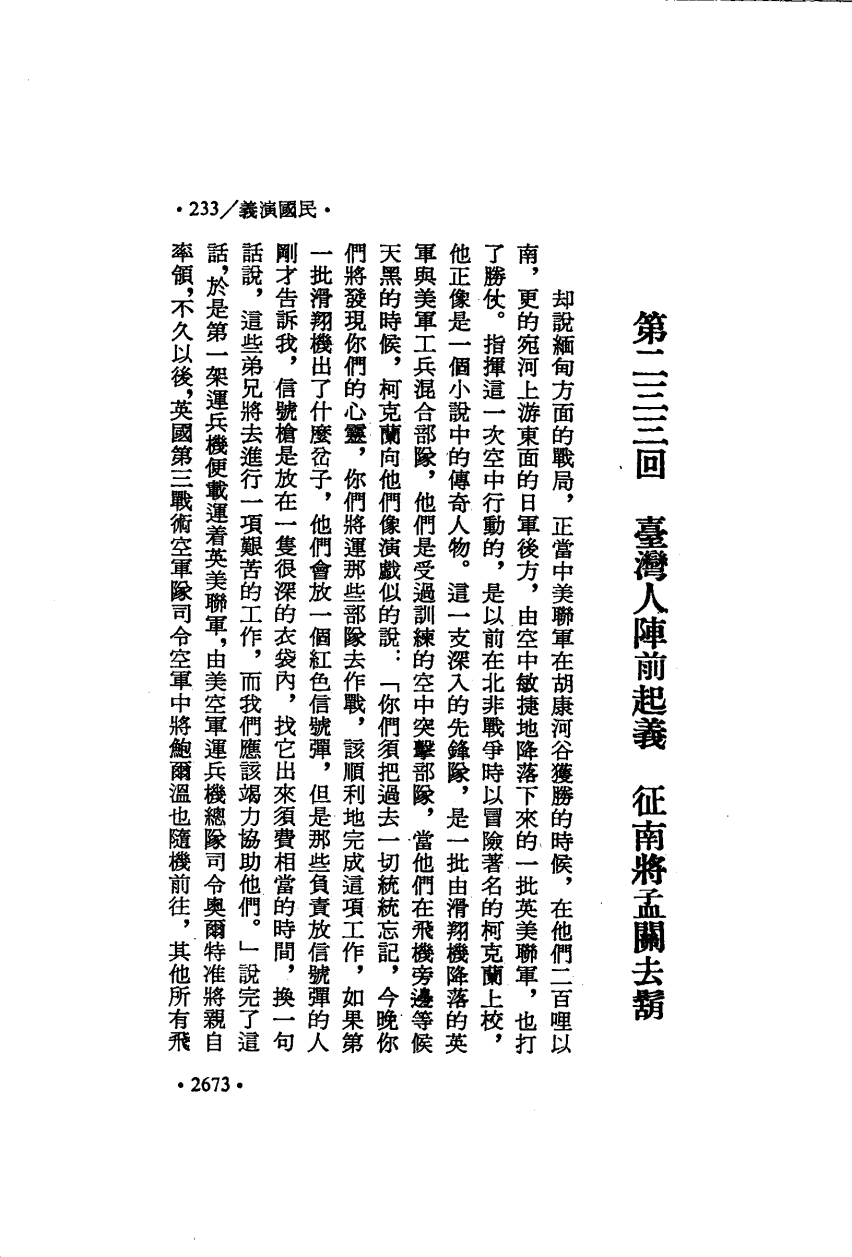 ·233/義演國民·
第二三三回　臺灣人陣前起義　征南將孟關去鬍
却說緬甸方面的戰局，正當中美聯軍在胡康河谷獲勝的時候，在他們二百哩以
南，更的宛河上游東面的日軍後方，由空中敏捷地降落下來的一批英美聯軍，也打
了勝仗。指揮這一次空中行動的，是以前在北非戰爭時以冒險著名的柯克蘭上校，
他正像是一個小說中的傳奇人物。這一支深入的先鋒隊，是一批由滑翔機降落的英
軍與美軍工兵混合部隊，他們是受過訓練的空中突擊部隊，當他們在飛機旁邊等候
天黑的時候，柯克蘭向他們像演戲似的說：「你們須把過去一切統統忘記，今晚你
們將發現你們的心靈，你們將運那些部隊去作戰，該順利地完成這項工作，如果第
一批滑翔機出了什麼岔子，他們會放一個紅色信號彈，但是那些負責放信號彈的人
剛才告訴我，信號槍是放在一隻很深的衣袋內，找它出來須費相當的時間，換一句
話說，這些弟兄將去進行一項艱苦的工作，而我們應該竭力協助他們。」說完了這
話，於是第一架運兵機便載運着英美聯軍，由美空軍運兵機總隊司令奧爾特准將親自
率領，不久以後，英國第三戰術空軍隊司令空軍中將鮑爾溫也隨機前往，其他所有飛
·2673·